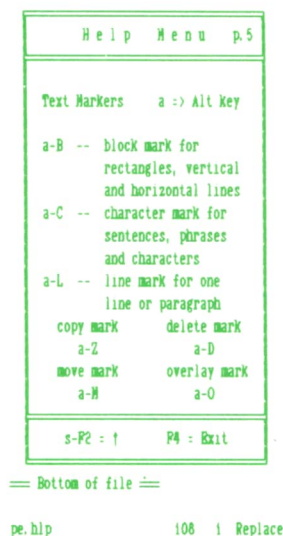 Help Menu p.5
Text Markers a => Alt key
a-B -- block mark for
rectangles, vertical
and horizontal lines
a-C -- character mark for
sentences, phrases
and characters
a-L -- line mark for one
line or paragraph
copy mark delete mark
a-Z a-D
move mark overlay mark
a-M a-O
s-F2 = ↑ F4 = Exit
== Bottom of file ==
pe.hlp 108 1 Replace